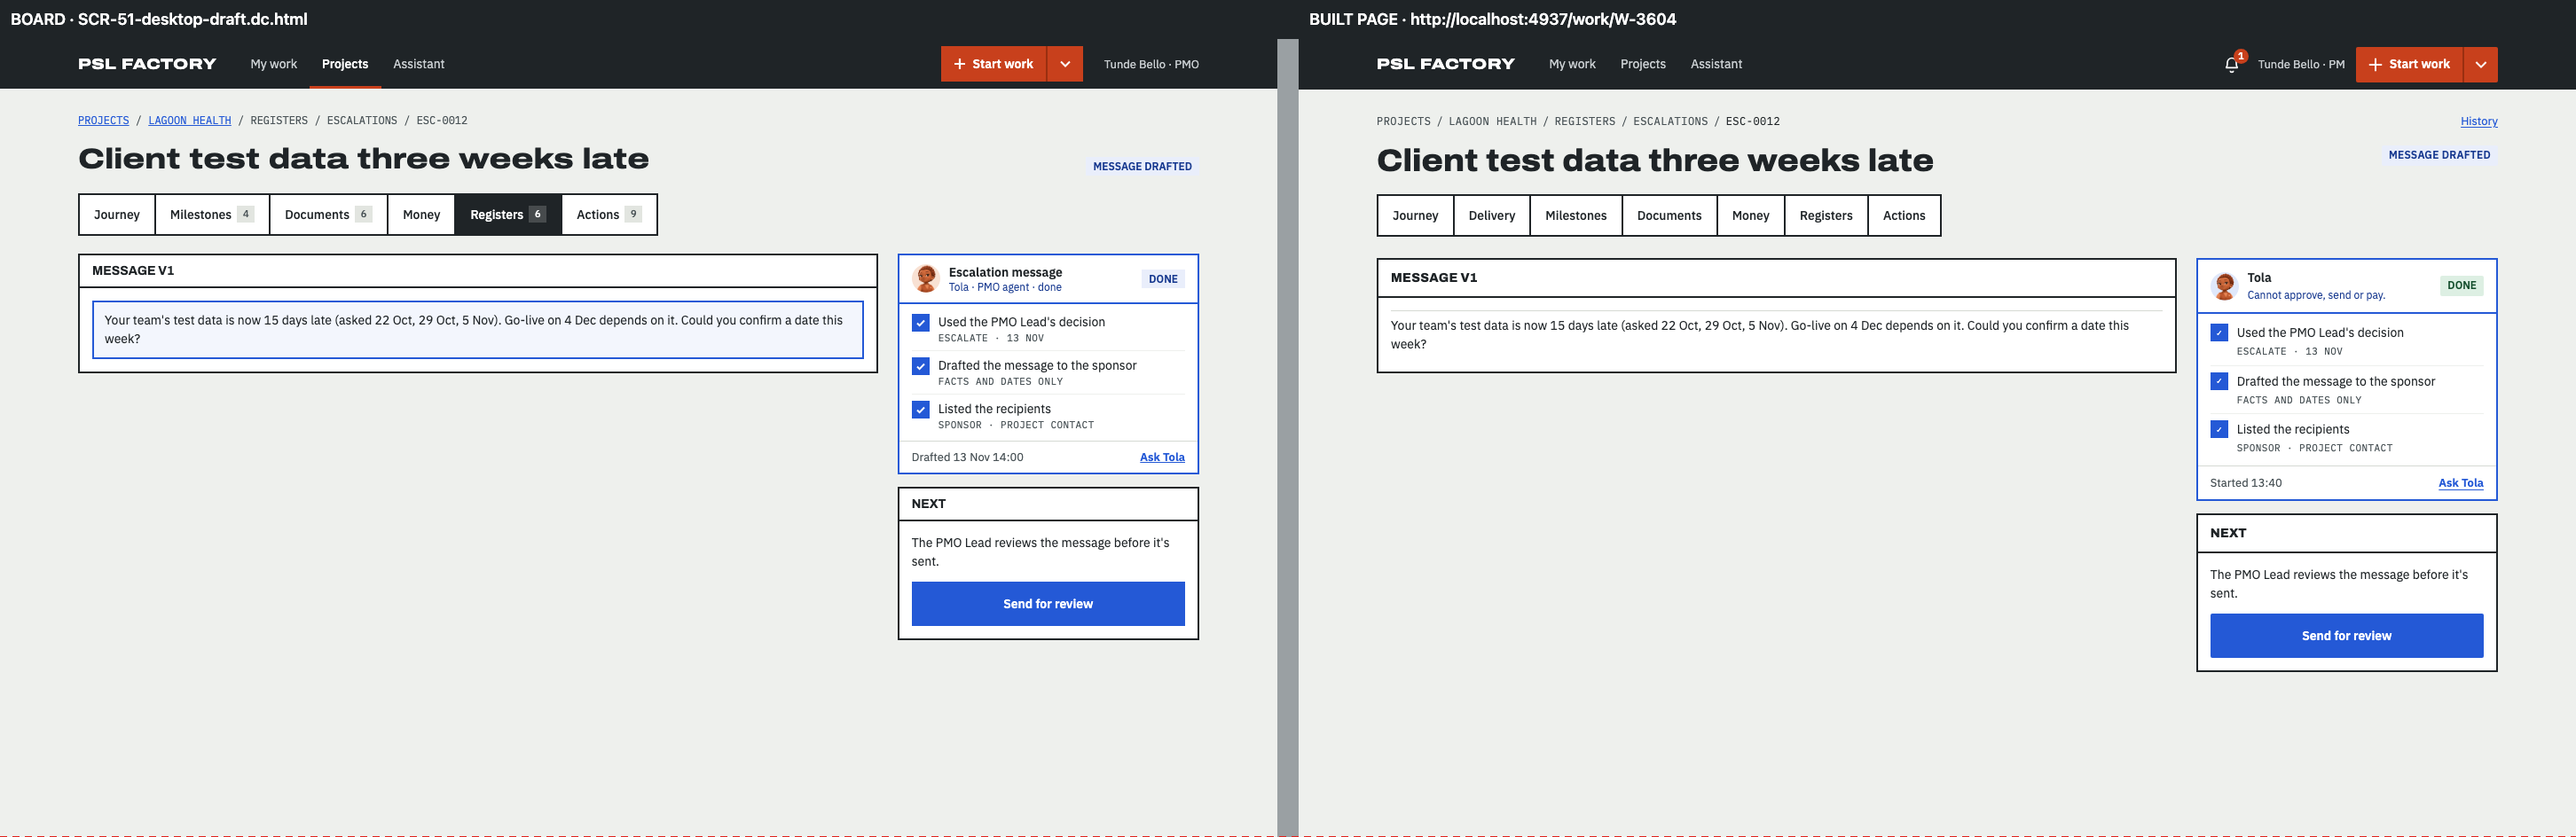 BOARD · SCR-51-desktop-draft.dc.html
PSL FACTORY My work Projects Assistant + Start work Tunde Bello · PMO
PROJECTS / LAGOON HEALTH / REGISTERS / ESCALATIONS / ESC-0012
Client test data three weeks late
MESSAGE DRAFTED
Journey Milestones 4 Documents 6 Money Registers 6 Actions 9
MESSAGE V1
Your team's test data is now 15 days late (asked 22 Oct, 29 Oct, 5 Nov). Go-live on 4 Dec depends on it. Could you confirm a date this
week?
Escalation message
Tola · PMO agent · done
DONE
Used the PMO Lead's decision
ESCALATE · 13 NOV
Drafted the message to the sponsor
FACTS AND DATES ONLY
Listed the recipients
SPONSOR · PROJECT CONTACT
Drafted 13 Nov 14:00 Ask Tola
NEXT
The PMO Lead reviews the message before it's
sent.
Send for review
BUILT PAGE · http://localhost:4937/work/W-3604
PSL FACTORY My work Projects Assistant 1 Tunde Bello · PM + Start work
PROJECTS / LAGOON HEALTH / REGISTERS / ESCALATIONS / ESC-0012
History
Client test data three weeks late
MESSAGE DRAFTED
Journey Delivery Milestones Documents Money Registers Actions
MESSAGE V1
Your team's test data is now 15 days late (asked 22 Oct, 29 Oct, 5 Nov). Go-live on 4 Dec depends on it. Could you confirm a date this
week?
Tola
Cannot approve, send or pay.
DONE
Used the PMO Lead's decision
ESCALATE · 13 NOV
Drafted the message to the sponsor
FACTS AND DATES ONLY
Listed the recipients
SPONSOR · PROJECT CONTACT
Started 13:40 Ask Tola
NEXT
The PMO Lead reviews the message before it's
sent.
Send for review